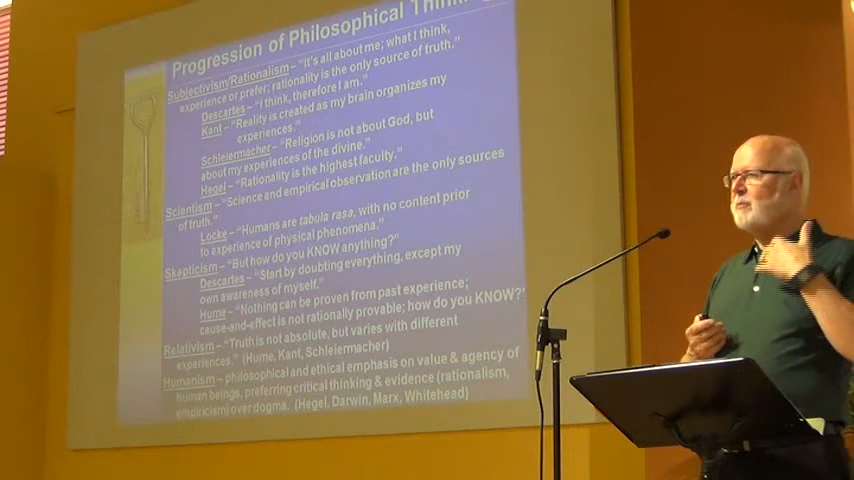 Progression of Philosophical Thinking
Subjectivism/Rationalism – "It's all about me; what I think,
experience or prefer; rationality is the only source of truth."
Descartes – "I think, therefore I am."
Kant – "Reality is created as my brain organizes my
experiences."
Schleiermacher – "Religion is not about God, but
about my experiences of the divine."
Hegel – "Rationality is the highest faculty."
Scientism – "Science and empirical observation are the only sources
of truth."
Locke – "Humans are tabula rasa, with no content prior
to experience of physical phenomena."
Skepticism – "But how do you KNOW anything?"
Descartes – "Start by doubting everything, except my
own awareness of myself."
Hume – "Nothing can be proven from past experience;
cause-and-effect is not rationally provable; how do you KNOW?'
Relativism – "Truth is not absolute, but varies with different
experiences." (Hume, Kant, Schleiermacher)
Humanism – philosophical and ethical emphasis on value & agency of
human beings, preferring critical thinking & evidence (rationalism,
empiricism) over dogma. (Hegel, Darwin, Marx, Whitehead)